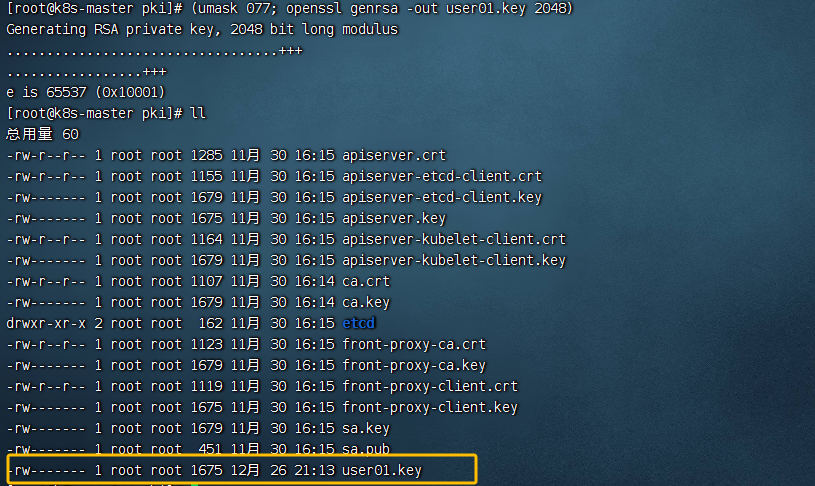 [root@k8s-master pki]# (umask 077; openssl genrsa -out user01.key 2048)
Generating RSA private key, 2048 bit long modulus
..................................+++
.................+++
e is 65537 (0x10001)
[root@k8s-master pki]# ll
总用量 60
-rw-r--r-- 1 root root 1285 11月 30 16:15 apiserver.crt
-rw-r--r-- 1 root root 1155 11月 30 16:15 apiserver-etcd-client.crt
-rw------- 1 root root 1679 11月 30 16:15 apiserver-etcd-client.key
-rw------- 1 root root 1675 11月 30 16:15 apiserver.key
-rw-r--r-- 1 root root 1164 11月 30 16:15 apiserver-kubelet-client.crt
-rw------- 1 root root 1679 11月 30 16:15 apiserver-kubelet-client.key
-rw-r--r-- 1 root root 1107 11月 30 16:14 ca.crt
-rw------- 1 root root 1679 11月 30 16:14 ca.key
drwxr-xr-x 2 root root  162 11月 30 16:15 etcd
-rw-r--r-- 1 root root 1123 11月 30 16:15 front-proxy-ca.crt
-rw------- 1 root root 1679 11月 30 16:15 front-proxy-ca.key
-rw-r--r-- 1 root root 1119 11月 30 16:15 front-proxy-client.crt
-rw------- 1 root root 1675 11月 30 16:15 front-proxy-client.key
-rw------- 1 root root 1679 11月 30 16:15 sa.key
-rw------- 1 root root  451 11月 30 16:15 sa.pub
-rw------- 1 root root 1675 12月 26 21:13 user01.key